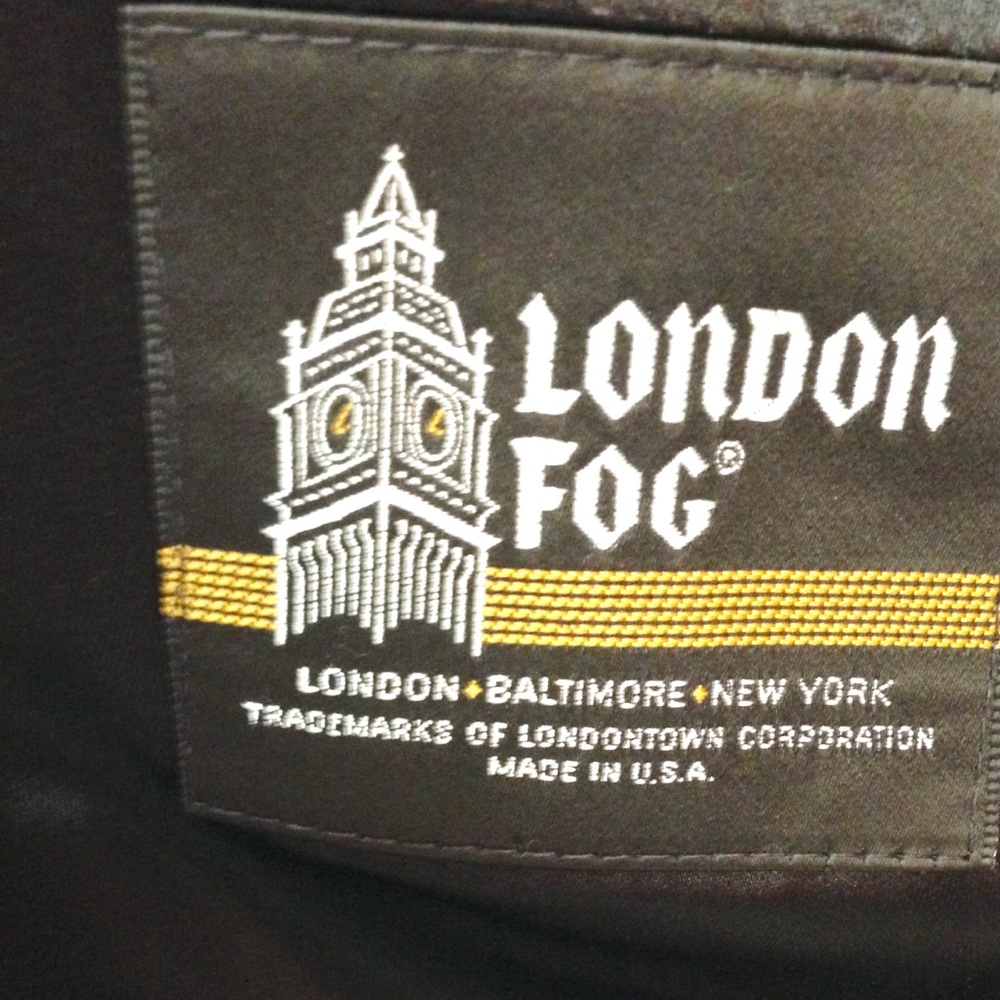 LONDON
FOG®
LONDON BALTIMORE NEW YORK
TRADEMARKS OF LONDONTOWN CORPORATION
MADE IN U.S.A.